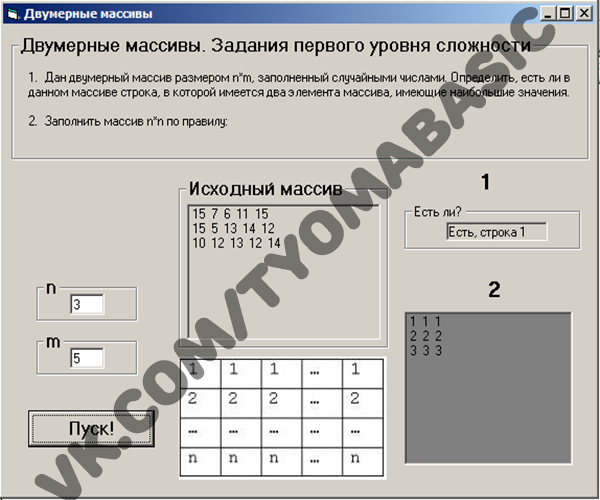 Двумерные массивы
Двумерные массивы. Задания первого уровня сложности
1. Дан двумерный массив размером n*m, заполненный случайными числами. Определить, есть ли в
данном массиве строка, в которой имеется два элемента массива, имеющие наибольшие значения.
2. Заполнить массив n*n по правилу:
Исходный массив
15 7 6 11 15
15 5 13 14 12
10 12 13 12 14
1
Есть ли?
Есть, строка 1
n
3
m
5
Пуск!
1 1 1 ... 1
2 2 2 ... 2
... ... ... ... ...
n n n ... n
2
1 1 1
2 2 2
3 3 3
VK.COM/TYOMABASIC